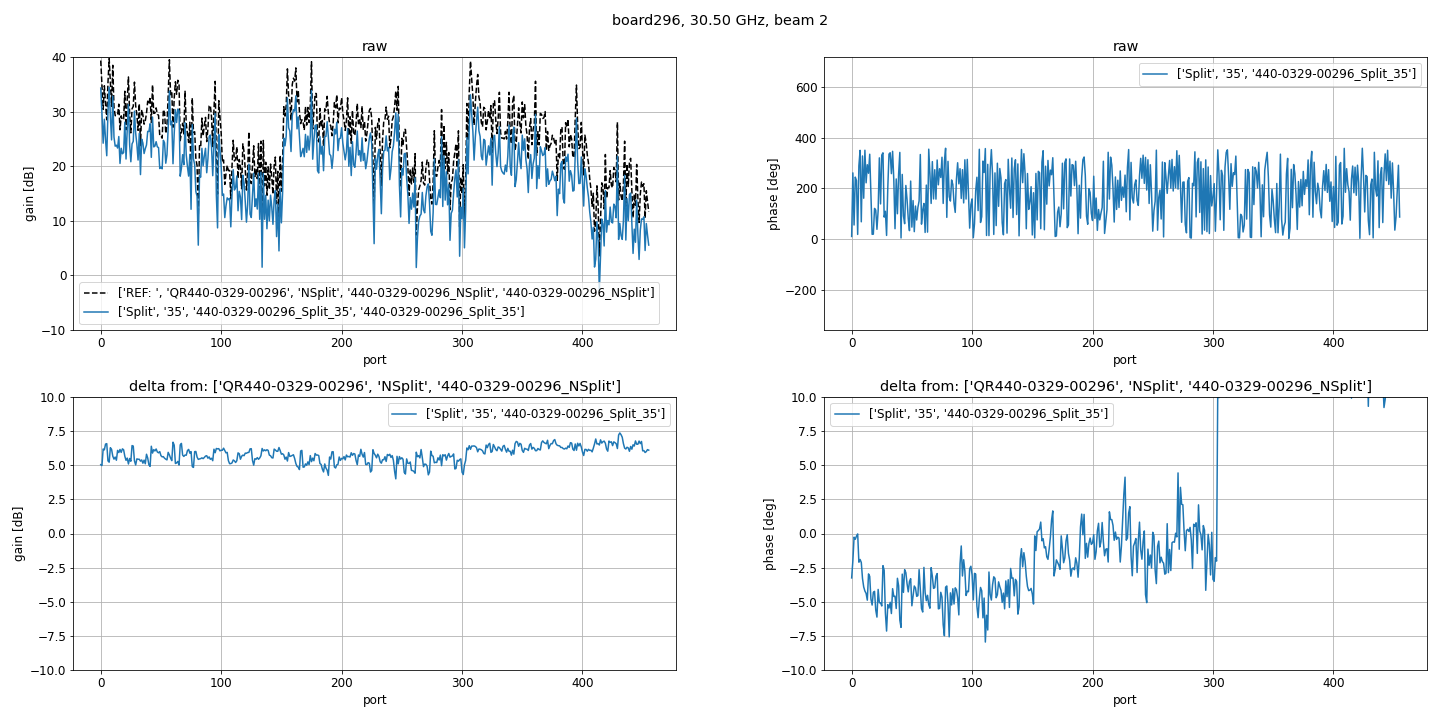 board296, 30.50 GHz, beam 2
raw
gain [dB]
40
30
20
10
0
−10
0
100
200
300
400
port
['REF: ', 'QR440-0329-00296', 'NSplit', '440-0329-00296_NSplit', '440-0329-00296_NSplit']
['Split', '35', '440-0329-00296_Split_35', '440-0329-00296_Split_35']
raw
phase [deg]
600
400
200
0
−200
0
100
200
300
400
port
['Split', '35', '440-0329-00296_Split_35']
delta from: ['QR440-0329-00296', 'NSplit', '440-0329-00296_NSplit']
gain [dB]
10.0
7.5
5.0
2.5
0.0
−2.5
−5.0
−7.5
−10.0
0
100
200
300
400
port
['Split', '35', '440-0329-00296_Split_35']
delta from: ['QR440-0329-00296', 'NSplit', '440-0329-00296_NSplit']
phase [deg]
10.0
7.5
5.0
2.5
0.0
−2.5
−5.0
−7.5
−10.0
0
100
200
300
400
port
['Split', '35', '440-0329-00296_Split_35']